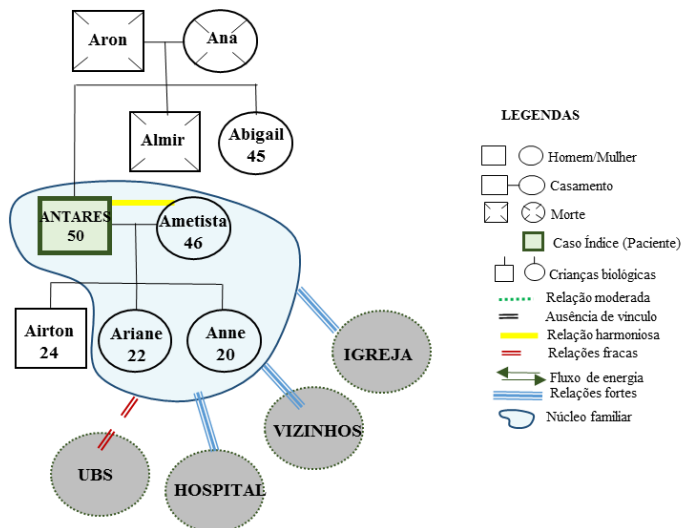 Aron
Ana
Almir
Abigail
45
ANTARES
50
Ametista
46
Airton
24
Ariane
22
Anne
20
IGREJA
VIZINHOS
HOSPITAL
UBS
LEGENDAS
Homem/Mulher
Casamento
Morte
Caso Índice (Paciente)
Crianças biológicas
Relação moderada
Ausência de vinculo
Relação harmoniosa
Relações fracas
Fluxo de energia
Relações fortes
Núcleo familiar